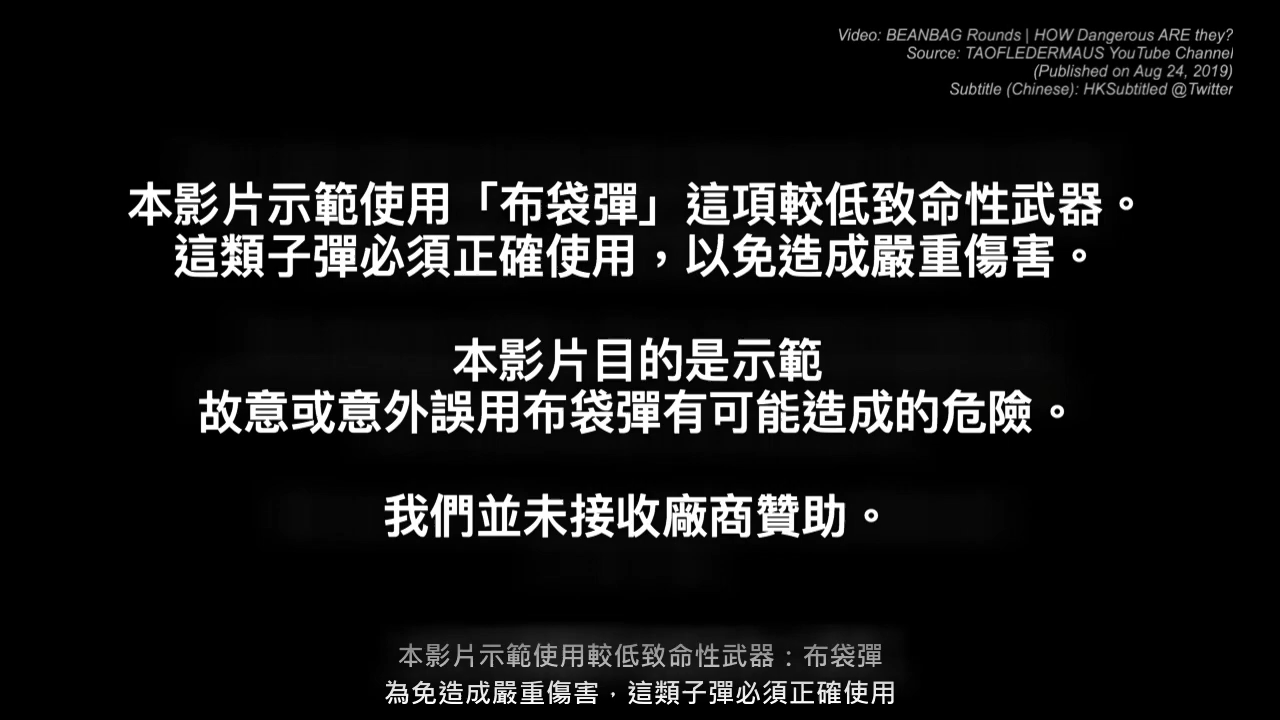 Video: BEANBAG Rounds | HOW Dangerous ARE they?
Source: TAOFLEDERMAUS YouTube Channel
(Published on Aug 24, 2019)
Subtitle (Chinese): HKSubtitled @Twitter
本影片示範使用「布袋彈」這項較低致命性武器。
這類子彈必須正確使用，以免造成嚴重傷害。
本影片目的是示範
故意或意外誤用布袋彈有可能造成的危險。
我們並未接收廠商贊助。
本影片示範使用較低致命性武器：布袋彈
為免造成嚴重傷害，這類子彈必須正確使用